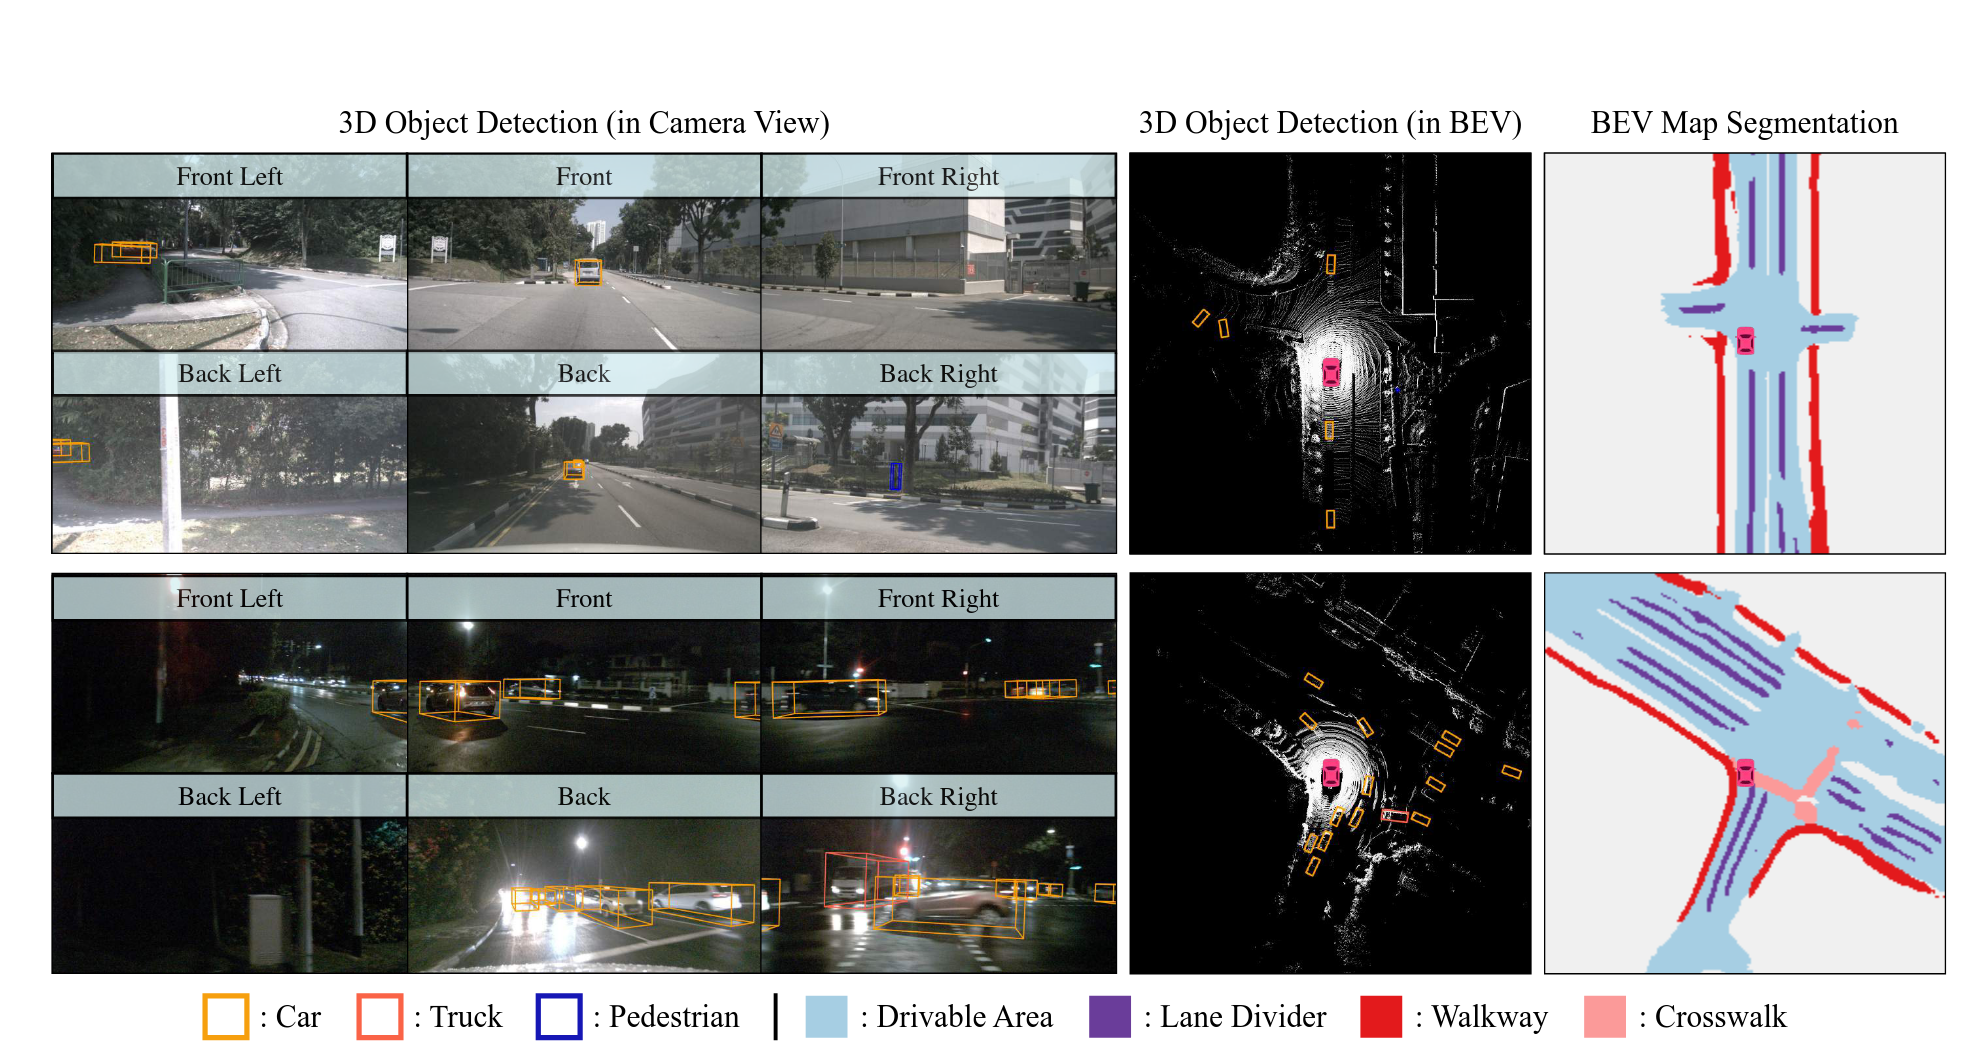 3D Object Detection (in Camera View)
3D Object Detection (in BEV)
BEV Map Segmentation
Front Left
Front
Front Right
Back Left
Back
Back Right
Front Left
Front
Front Right
Back Left
Back
Back Right
: Car
: Truck
: Pedestrian
: Drivable Area
: Lane Divider
: Walkway
: Crosswalk